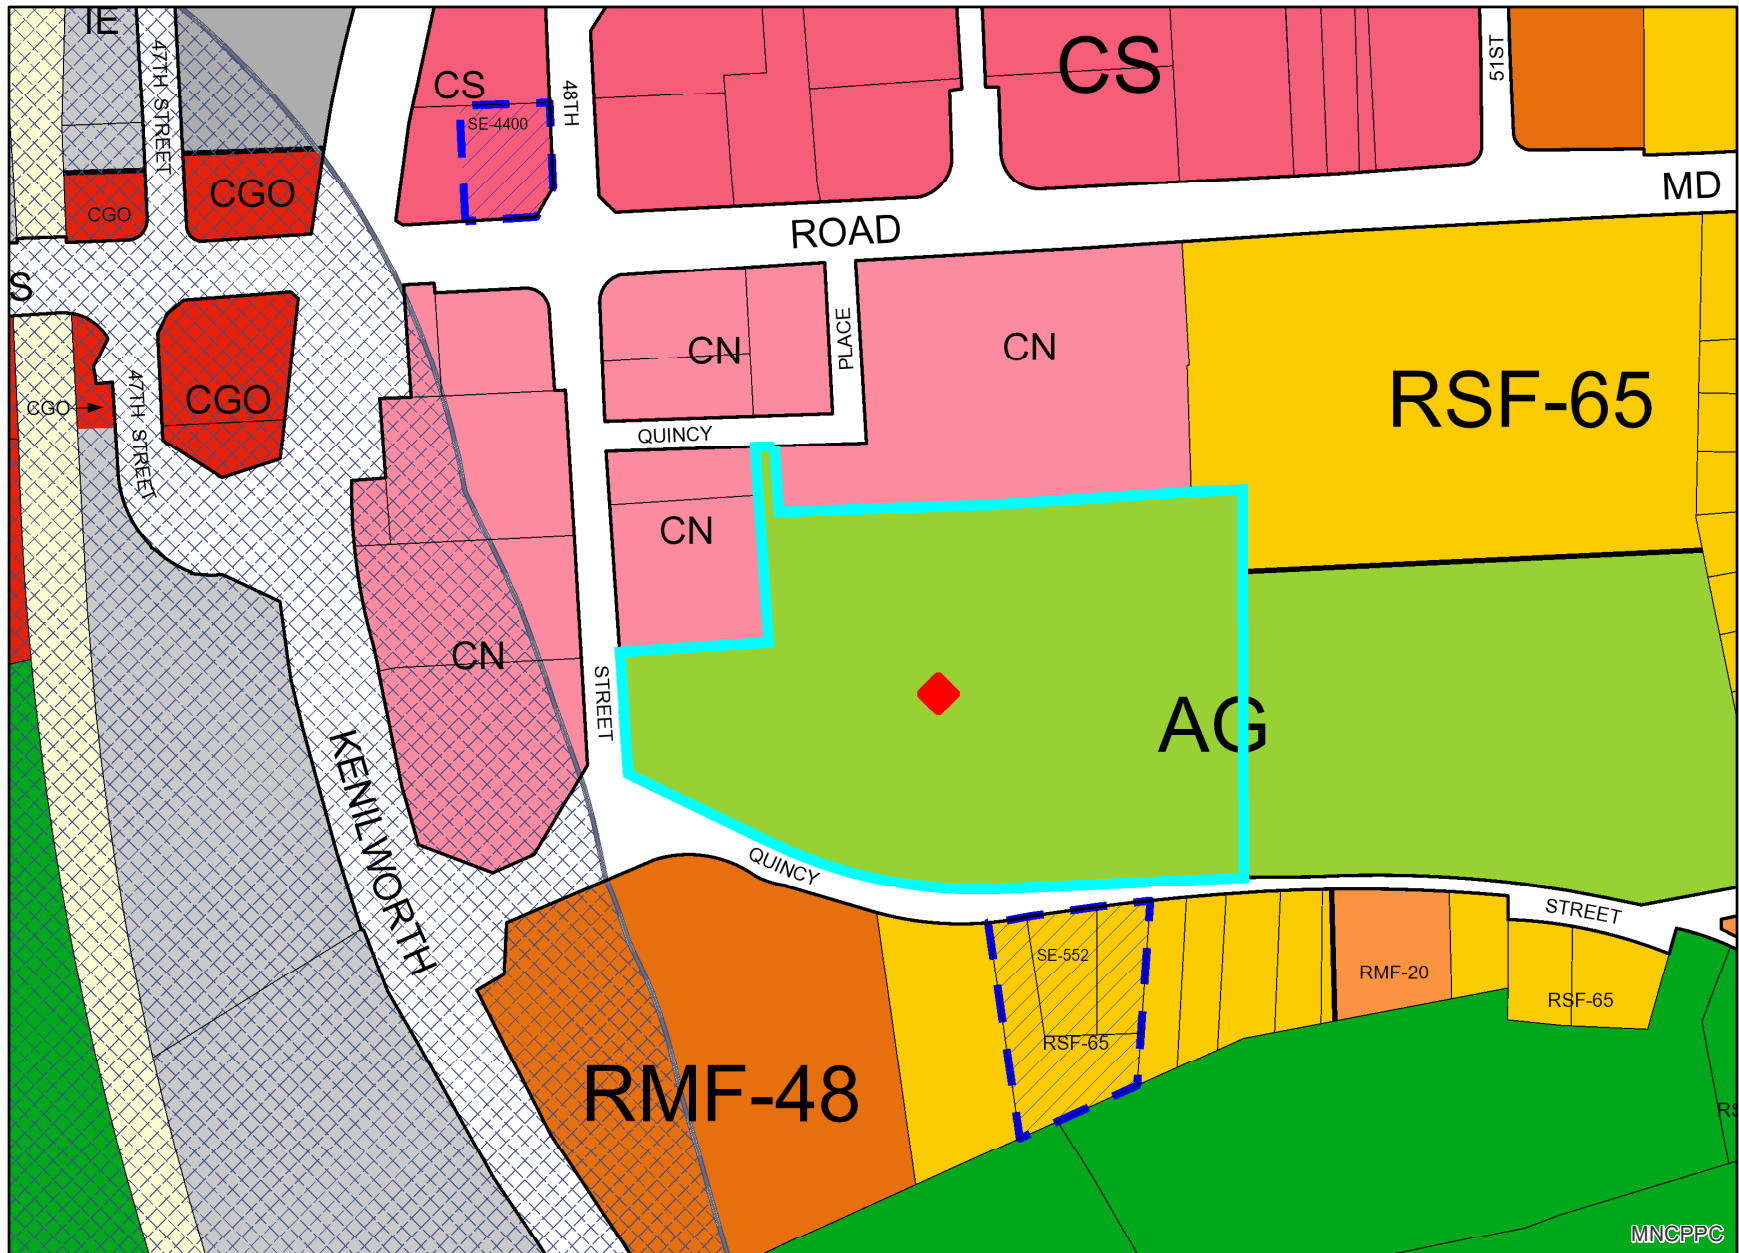 IE
47TH STREET
CS
SE-4400
48TH
CS
51ST
MD
CGO
CGO
ROAD
S
CGO
CGO
47TH STREET
CN
PLACE
CN
RSF-65
QUINCY
CN
CN
STREET
AG
KENILWORTH
QUINCY
STREET
SE-552
RMF-20
RSF-65
RSF-65
RMF-48
RS
MNCPPC